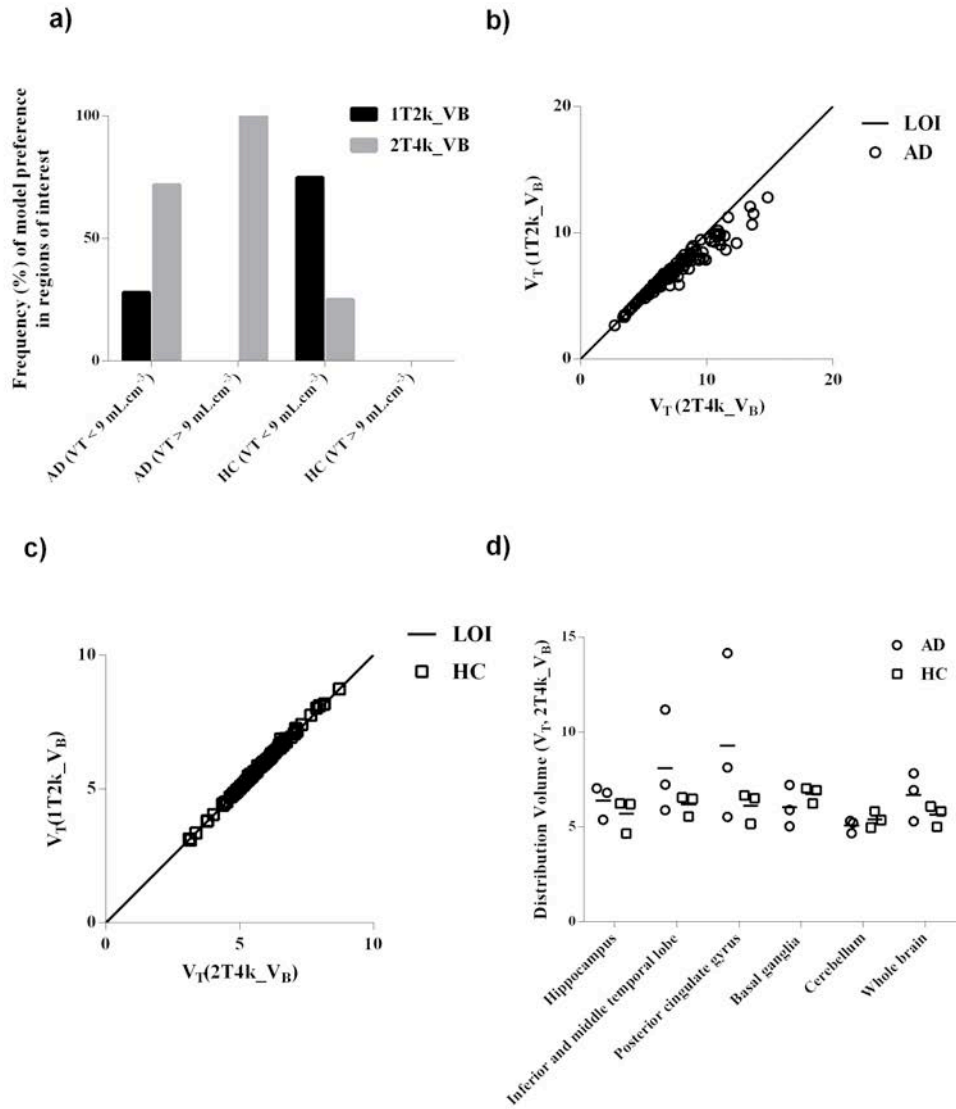 a)
Frequency (%) of model preference
in regions of interest
100
50
0
1T2k_VB
2T4k_VB
AD (VT < 9 mL.cm-3)
AD (VT > 9 mL.cm-3)
HC (VT < 9 mL.cm-3)
HC (VT > 9 mL.cm-3)
b)
VT (1T2k_VB)
20
10
0
0 10 20
VT (2T4k_VB)
LOI
AD
c)
VT(1T2k_VB)
10
5
0
0 5 10
VT(2T4k_VB)
LOI
HC
d)
Distribution Volume (VT, 2T4k_VB)
15
10
5
0
AD
HC
Hippocampus
Inferior and middle temporal lobe
Posterior cingulate gyrus
Basal ganglia
Cerebellum
Whole brain